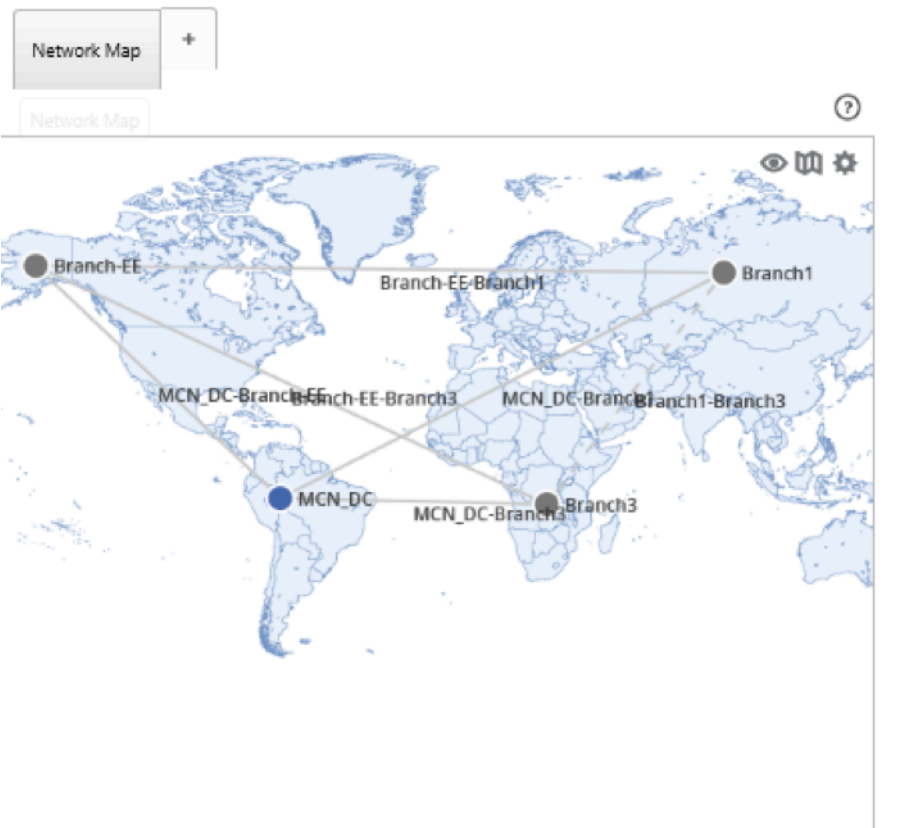 Network Map
+
Network Map
?
Branch-EE
Branch-EE-Branch1
Branch1
MCN_DC-Branch-EE
Branch-EE-Branch3
MCN_DC-Branch1
Branch1-Branch3
MCN_DC
MCN_DC-Branch3
Branch3